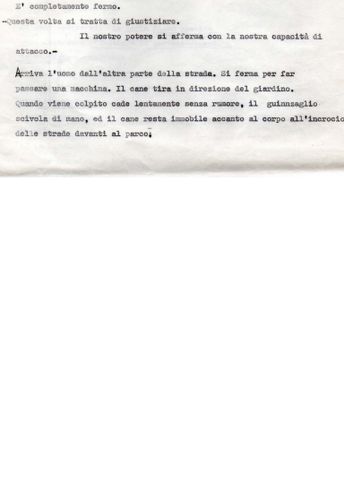 E' completamente fermo.
-Questa volta si tratta di giustiziare.
Il nostro potere si afferma con la nostra capacità di
attacco.-
Arriva l'uomo dall'altra parte della strada. Si ferma per far
passare una macchina. Il cane tira in direzione del giardino.
Quando viene colpito cade lentamente senza rumore, il guinnzaglio
scivola di mano, ed il cane resta immobile accanto al corpo all'incrocio
delle strade davanti al parco.